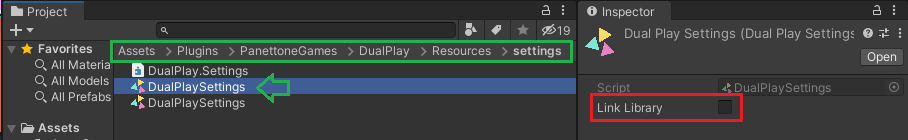 Project
19
Favorites
All Materia
All Models
All Prefabs
Assets
Assets > Plugins > PanettoneGames > DualPlay > Resources > settings
DualPlay.Settings
DualPlaySettings
DualPlaySettings
Inspector
Dual Play Settings (Dual Play Settings
Open
Script DualPlaySettings
Link Library